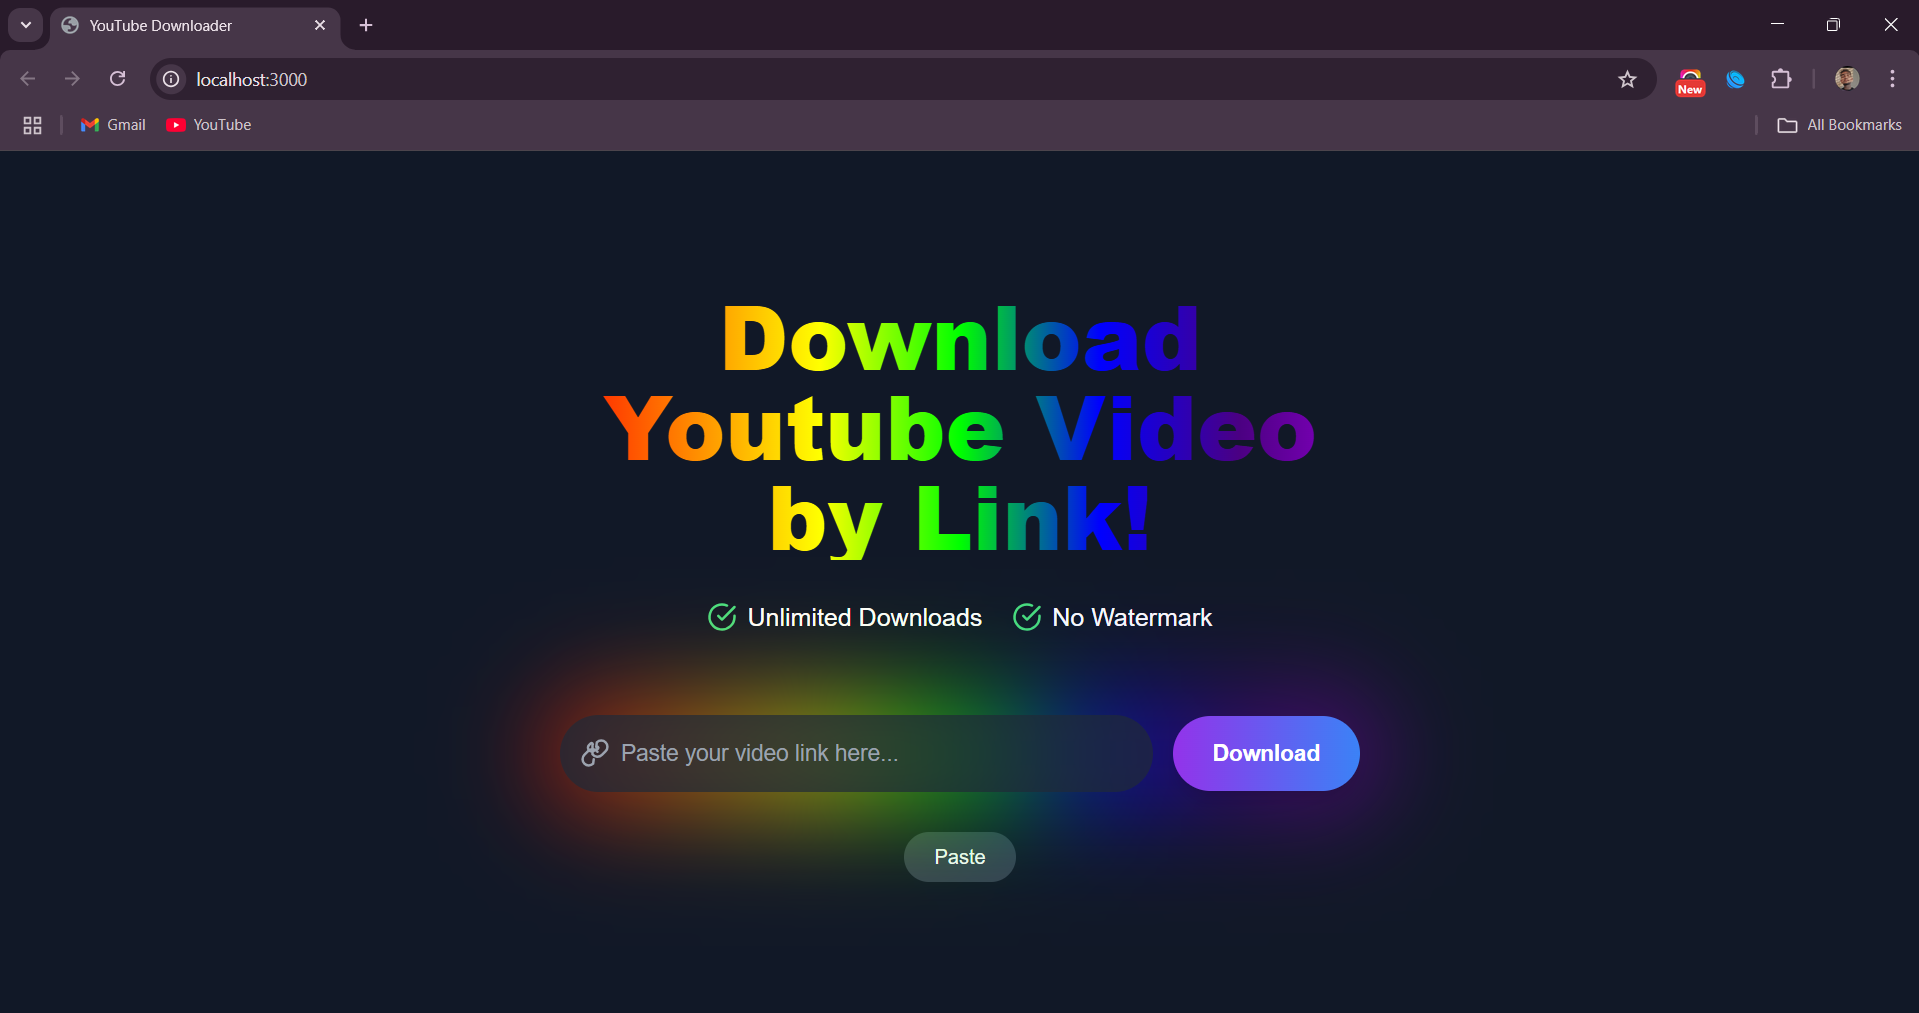 YouTube Downloader
localhost:3000
New
Gmail
YouTube
All Bookmarks
Download
Youtube Video
by Link!
Unlimited Downloads
No Watermark
Paste your video link here...
Download
Paste